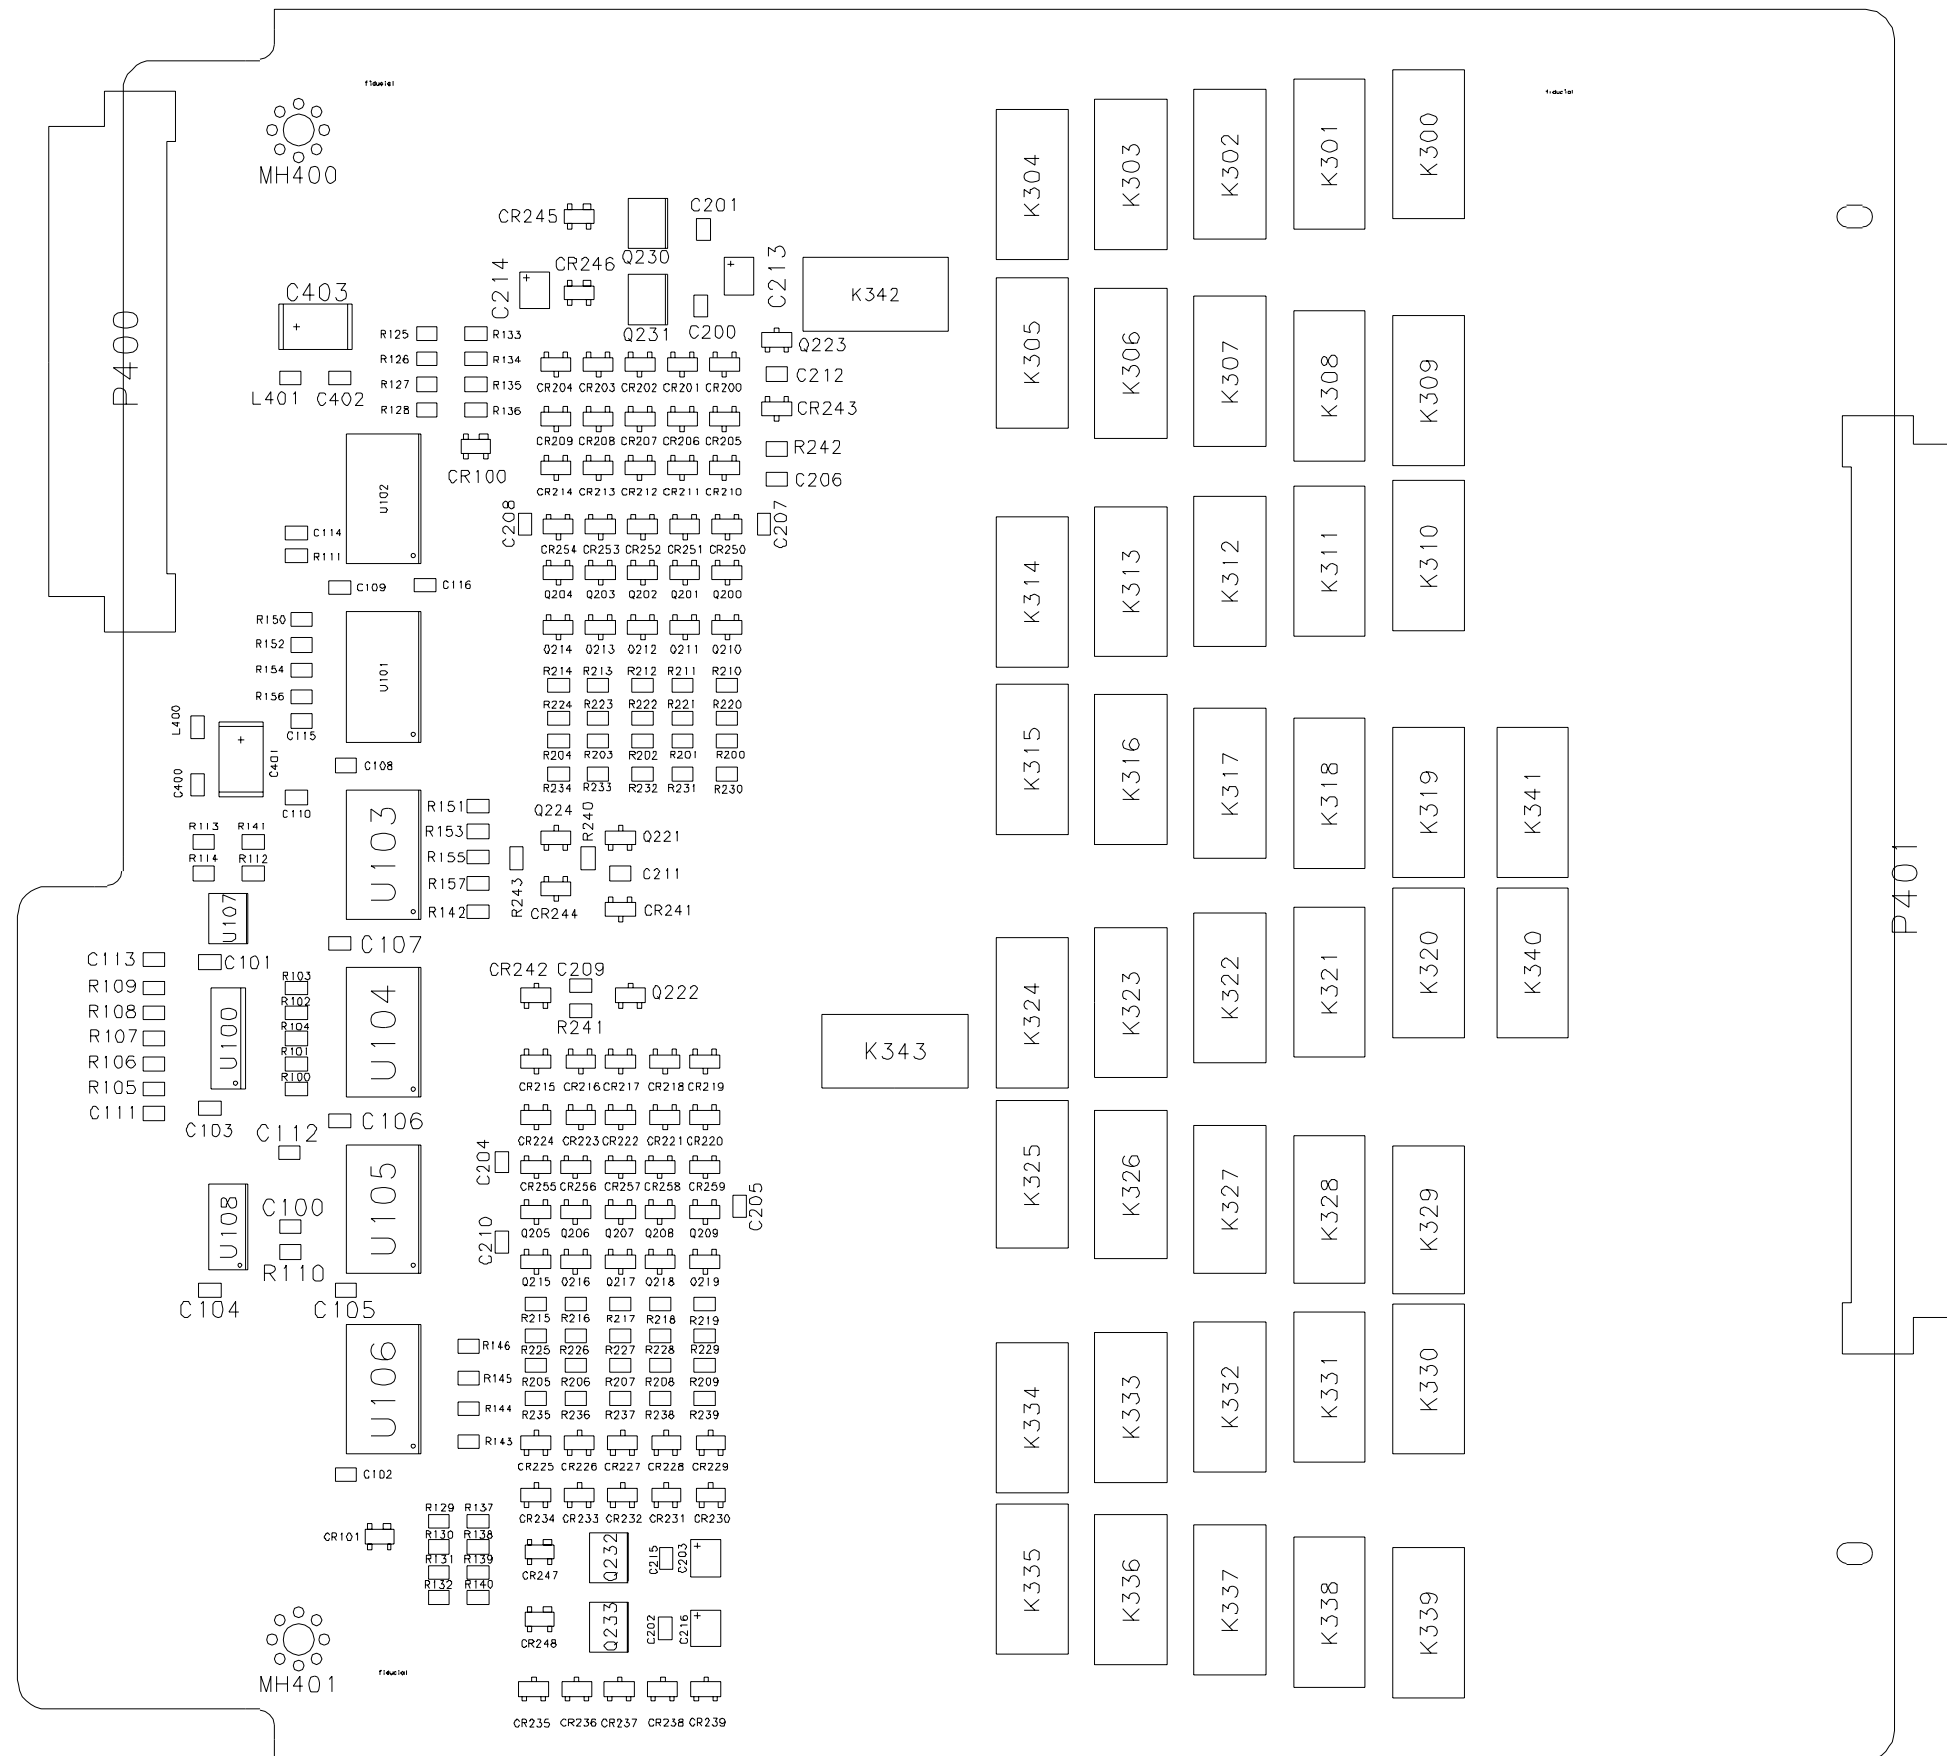 fiducial
fiducial
MH400
P400
K304
K303
K302
K301
K300
CR245
C201
Q230
CR246
C214
C213
K342
C403
Q231
C200
Q223
R125
R133
R126
R134
R127
R135
R128
R136
L401
C402
CR204 CR203 CR202 CR201 CR200
C212
CR243
CR209 CR208 CR207 CR206 CR205
R242
C206
CR100
CR214 CR213 CR212 CR211 CR210
K305
K306
K307
K308
K309
U102
C114
R111
C109
C116
C208
C207
CR254 CR253 CR252 CR251 CR250
Q204 Q203 Q202 Q201 Q200
Q214 Q213 Q212 Q211 Q210
K314
K313
K312
K311
K310
R150
R152
R154
R156
C115
U101
R214 R213 R212 R211 R210
R224 R223 R222 R221 R220
R204 R203 R202 R201 R200
R234 R233 R232 R231 R230
L400
C401
C400
C108
C110
K315
K316
K317
K318
K319
K341
P401
R113 R141
R114 R112
U107
U103
R151
R153
R155
R157
R142
Q224
R240
Q221
C211
R243
CR244
CR241
C107
C101
C113
R109
R108
R107
R106
R105
C111
U100
R103
R102
R104
R101
R100
U104
CR242 C209
Q222
R241
K343
K324
K323
K322
K321
K320
K340
C103
C106
C112
CR215 CR216 CR217 CR218 CR219
CR224 CR223 CR222 CR221 CR220
C204
CR255 CR256 CR257 CR258 CR259
C205
Q205 Q206 Q207 Q208 Q209
C210
Q215 Q216 Q217 Q218 Q219
U108
C100
R110
U105
C104
C105
K325
K326
K327
K328
K329
R215 R216 R217 R218 R219
R225 R226 R227 R228 R229
R205 R206 R207 R208 R209
R235 R236 R237 R238 R239
U106
R146
R145
R144
R143
C102
CR225 CR226 CR227 CR228 CR229
CR234 CR233 CR232 CR231 CR230
K334
K333
K332
K331
K330
CR101
R129 R137
R130 R138
R131 R139
R132 R140
CR247
Q232
C215
C203
CR248
Q233
C202
C216
K335
K336
K337
K338
K339
MH401
fiducial
CR235 CR236 CR237 CR238 CR239